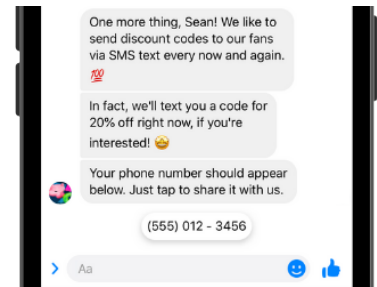 One more thing, Sean! We like to
send discount codes to our fans
via SMS text every now and again.
💯
In fact, we'll text you a code for
20% off right now, if you're
interested! 🤩
Your phone number should appear
below. Just tap to share it with us.
(555) 012 - 3456
Aa